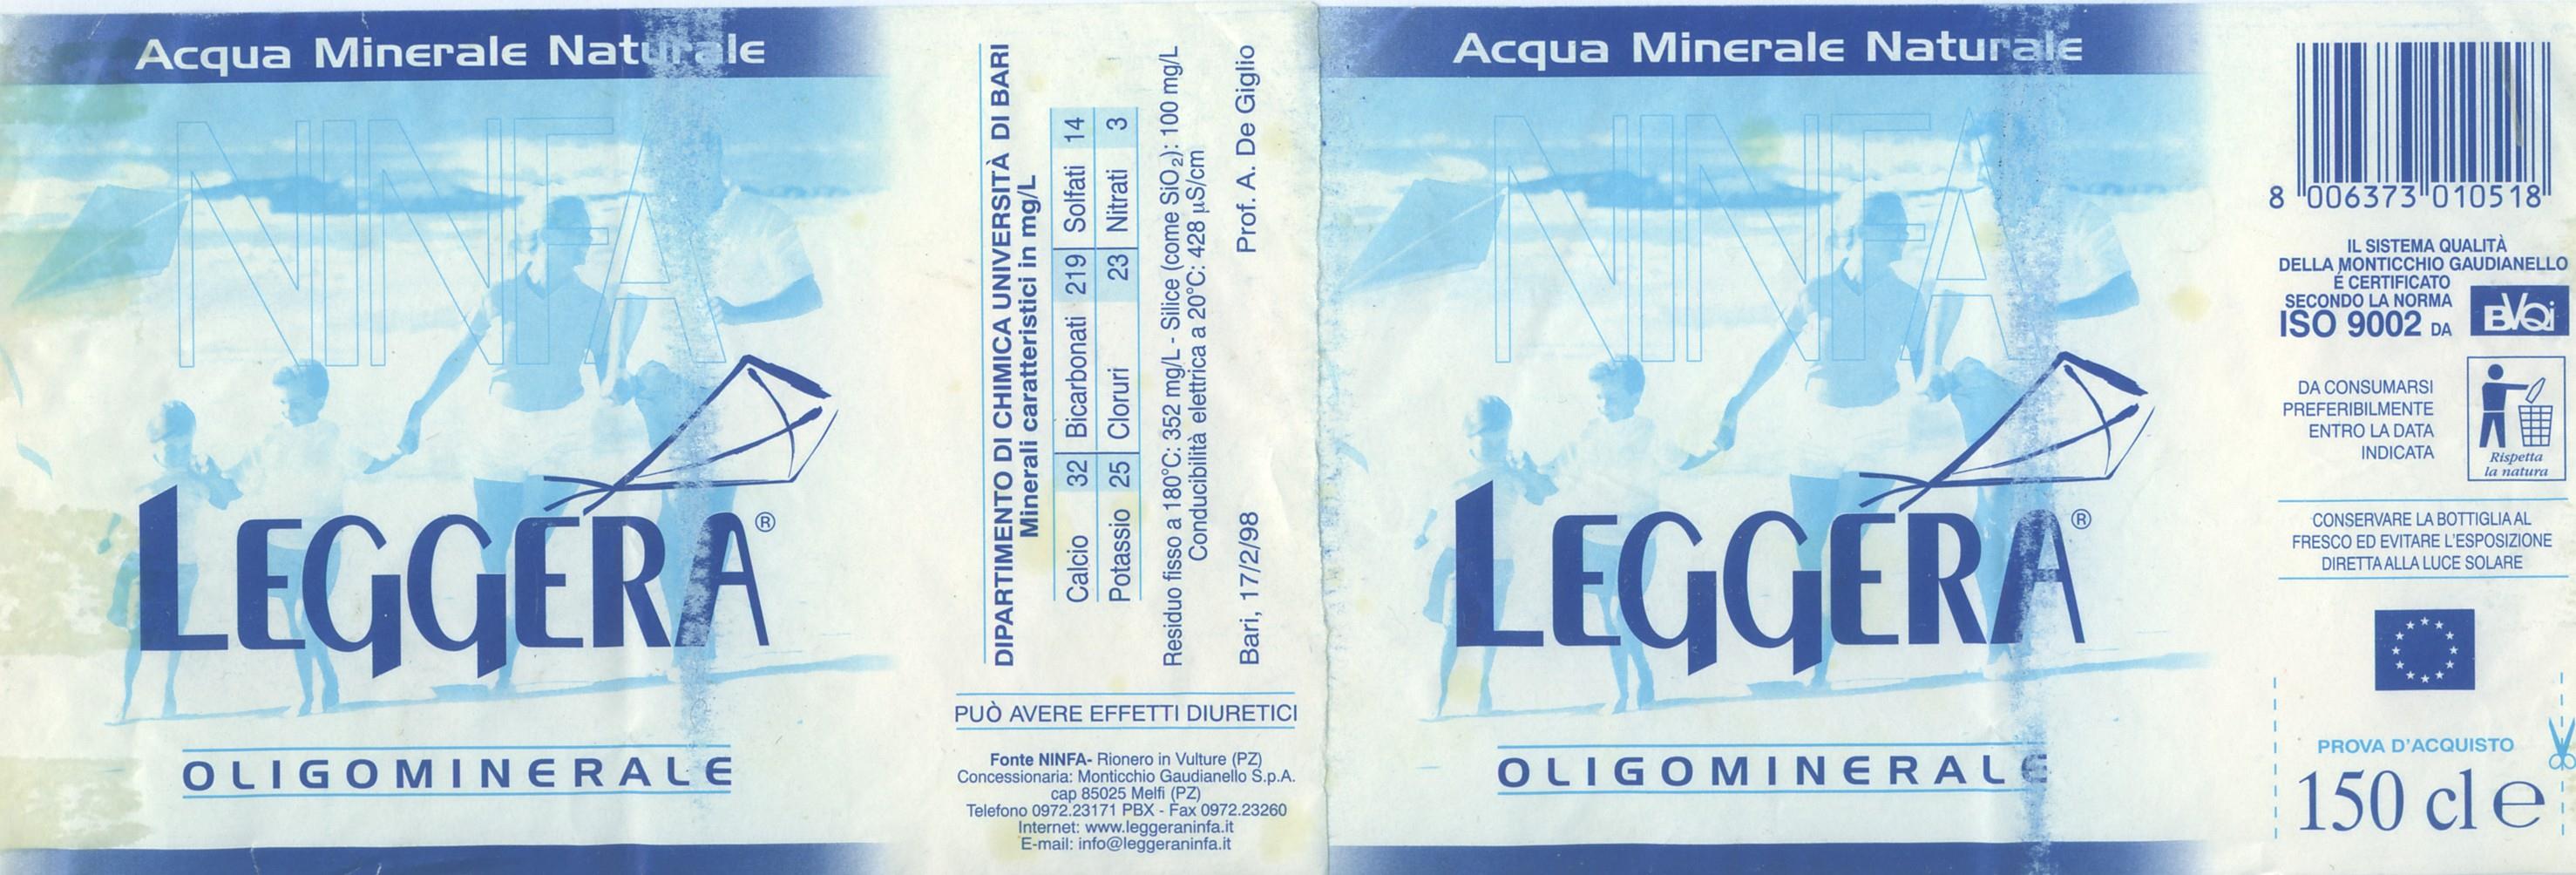 Acqua Minerale Naturale
NINFA
LEGGERA®
OLIGOMINERALE
DIPARTIMENTO DI CHIMICA UNIVERSITÀ DI BARI
Minerali caratteristici in mg/L
Calcio 32 Bicarbonati 219 Solfati 14
Potassio 25 Cloruri 23 Nitrati 3
Residuo fisso a 180°C: 352 mg/L - Silice (come SiO₂): 100 mg/L
Conducibilità elettrica a 20°C: 428 µS/cm
Bari, 17/2/98 Prof. A. De Giglio
PUÒ AVERE EFFETTI DIURETICI
Fonte NINFA- Rionero in Vulture (PZ)
Concessionaria: Monticchio Gaudianello S.p.A.
cap 85025 Melfi (PZ)
Telefono 0972.23171 PBX - Fax 0972.23260
Internet: www.leggeraninfa.it
E-mail: info@leggeraninfa.it
Acqua Minerale Naturale
NINFA
LEGGERA®
OLIGOMINERALE
8 006373 010518
IL SISTEMA QUALITÀ
DELLA MONTICCHIO GAUDIANELLO
É CERTIFICATO
SECONDO LA NORMA
ISO 9002 DA
BVQi
DA CONSUMARSI
PREFERIBILMENTE
ENTRO LA DATA
INDICATA
Rispetta
la natura
CONSERVARE LA BOTTIGLIA AL
FRESCO ED EVITARE L'ESPOSIZIONE
DIRETTA ALLA LUCE SOLARE
PROVA D'ACQUISTO
150 cl e